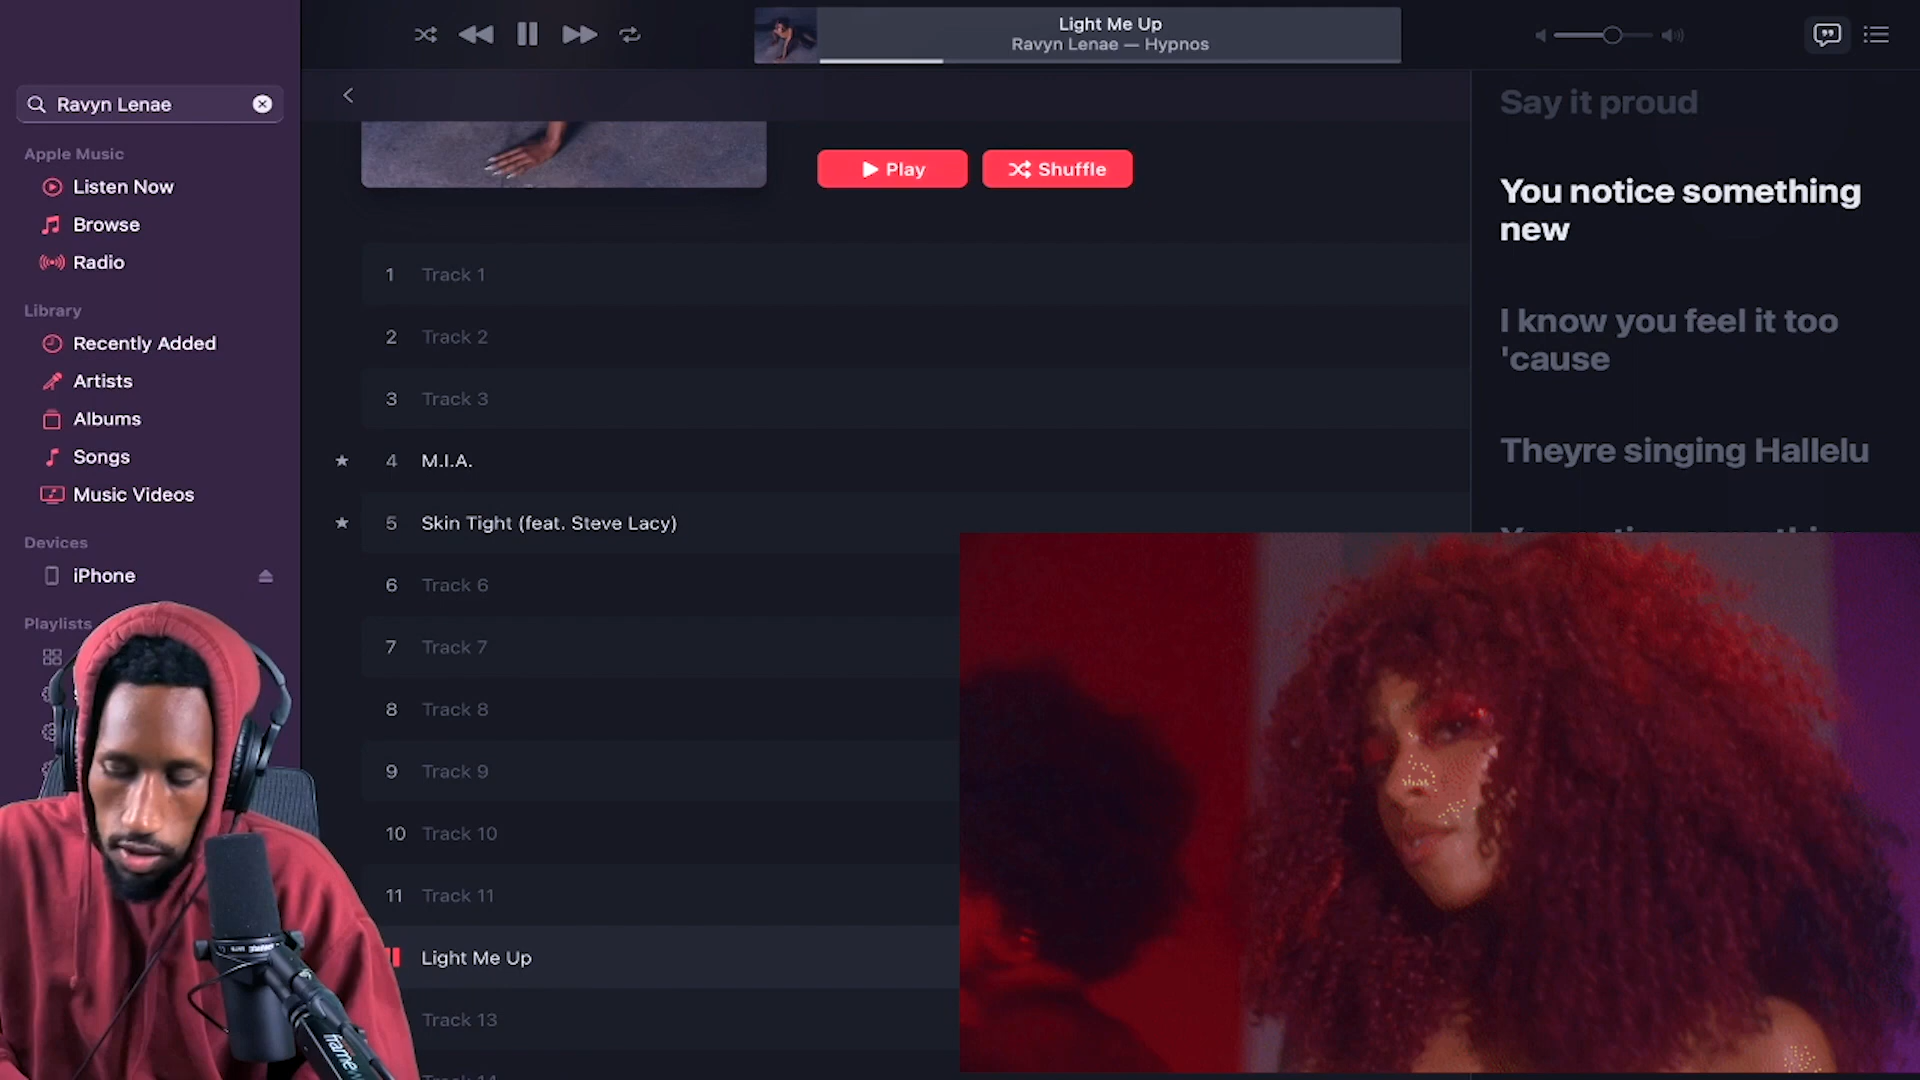 Light Me Up
Ravyn Lenae — Hypnos
Ravyn Lenae
Apple Music
Listen Now
Browse
Radio
Library
Recently Added
Artists
Albums
Songs
Music Videos
Devices
iPhone
Playlists
Play
Shuffle
1 Track 1
2 Track 2
3 Track 3
★ 4 M.I.A.
★ 5 Skin Tight (feat. Steve Lacy)
6 Track 6
7 Track 7
8 Track 8
9 Track 9
10 Track 10
11 Track 11
Light Me Up
Track 13
Say it proud
You notice something
new
I know you feel it too
'cause
Theyre singing Hallelu